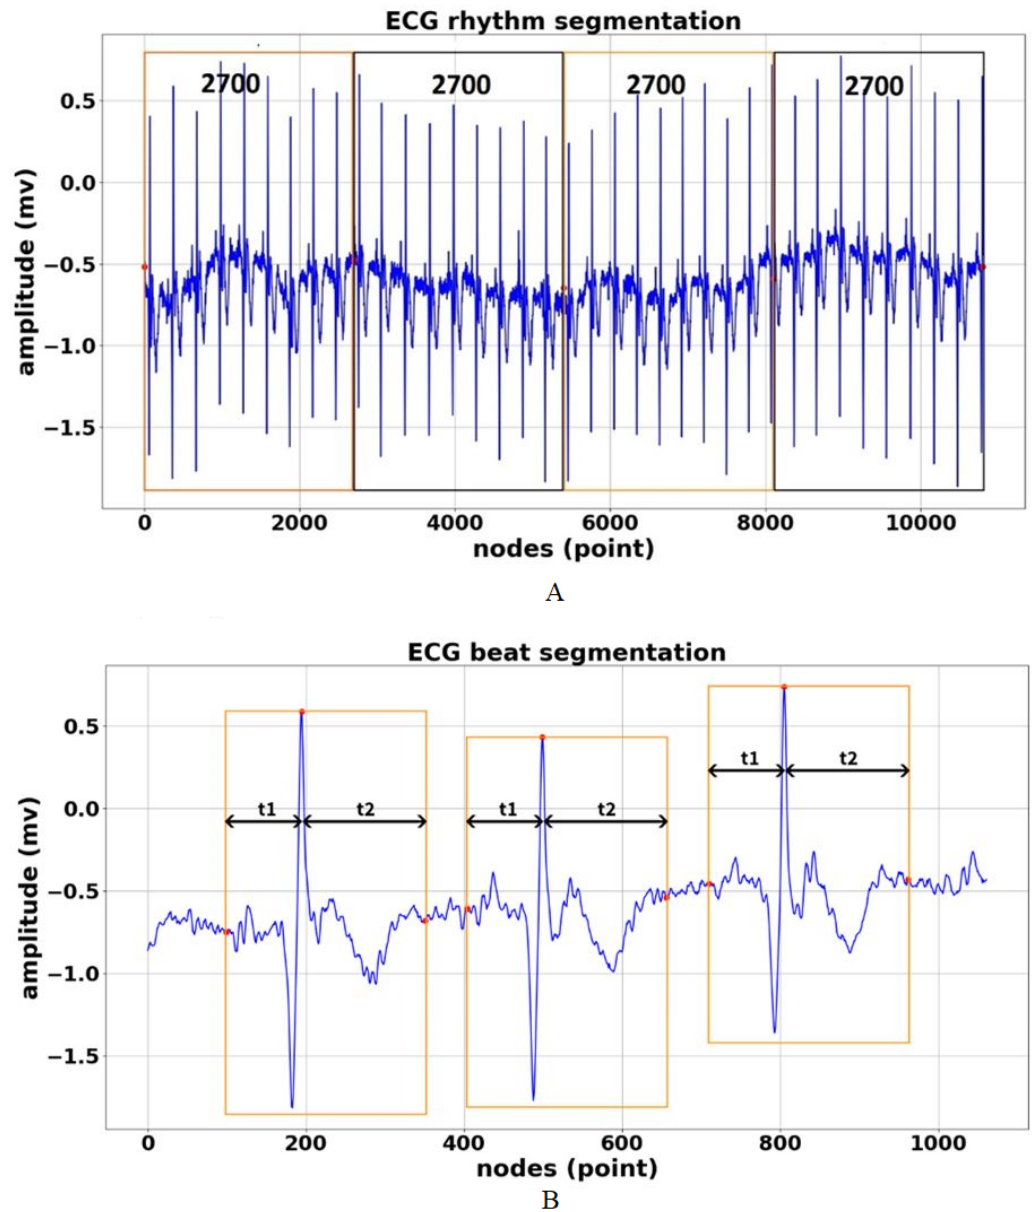 ECG rhythm segmentation
2700 2700 2700 2700
amplitude (mv)
0.5
0.0
−0.5
−1.0
−1.5
0 2000 4000 6000 8000 10000
nodes (point)
A
ECG beat segmentation
amplitude (mv)
0.5
0.0
−0.5
−1.0
−1.5
t1 t2
t1 t2
t1 t2
0 200 400 600 800 1000
nodes (point)
B